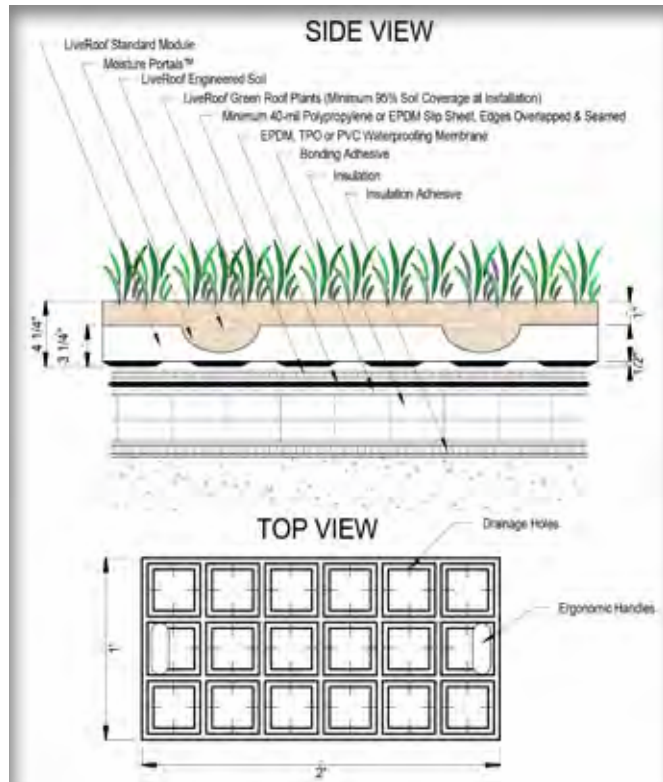 SIDE VIEW
LiveRoof Standard Module
Moisture Portals™
LiveRoof Engineered Soil
LiveRoof Green Roof Plants (Minimum 95% Soil Coverage at Installation)
Minimum 40-mil Polypropylene or EPDM Slip Sheet, Edges Overlapped & Seamed
EPDM, TPO or PVC Waterproofing Membrane
Bonding Adhesive
Insulation
Insulation Adhesive
4 1/4"
3 1/4"
1"
1/2"
TOP VIEW
Drainage Holes
Ergonomic Handles
1'
2'